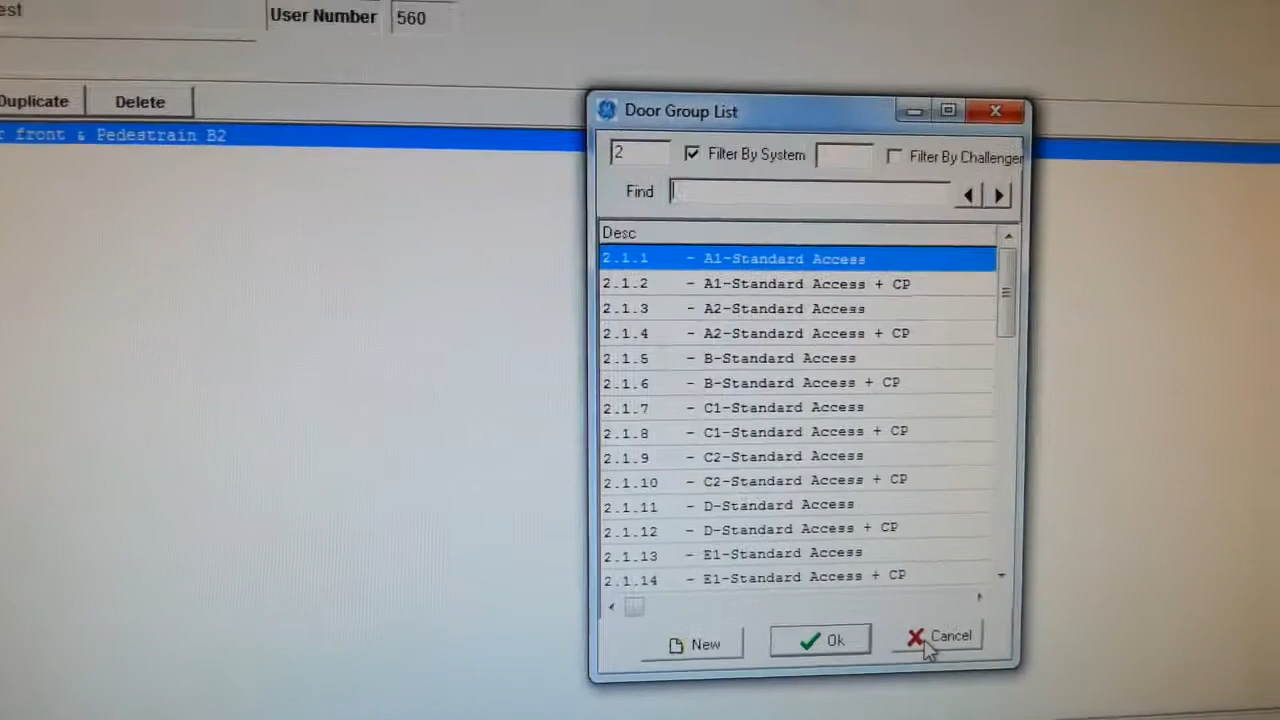 est
User Number 560
Duplicate Delete
r front & Pedestrain B2
Door Group List
2 Filter By System Filter By Challenger
Find
Desc
2.1.1 - A1-Standard Access
2.1.2 - A1-Standard Access + CP
2.1.3 - A2-Standard Access
2.1.4 - A2-Standard Access + CP
2.1.5 - B-Standard Access
2.1.6 - B-Standard Access + CP
2.1.7 - C1-Standard Access
2.1.8 - C1-Standard Access + CP
2.1.9 - C2-Standard Access
2.1.10 - C2-Standard Access + CP
2.1.11 - D-Standard Access
2.1.12 - D-Standard Access + CP
2.1.13 - E1-Standard Access
2.1.14 - E1-Standard Access + CP
New Ok Cancel